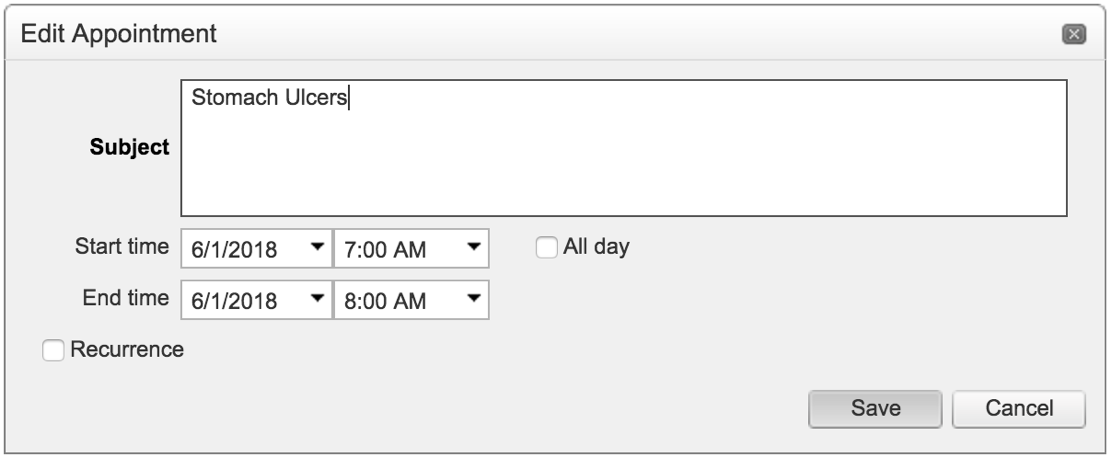 Edit Appointment
Stomach Ulcers
Subject
Start time 6/1/2018 7:00 AM All day
End time 6/1/2018 8:00 AM
Recurrence
Save Cancel